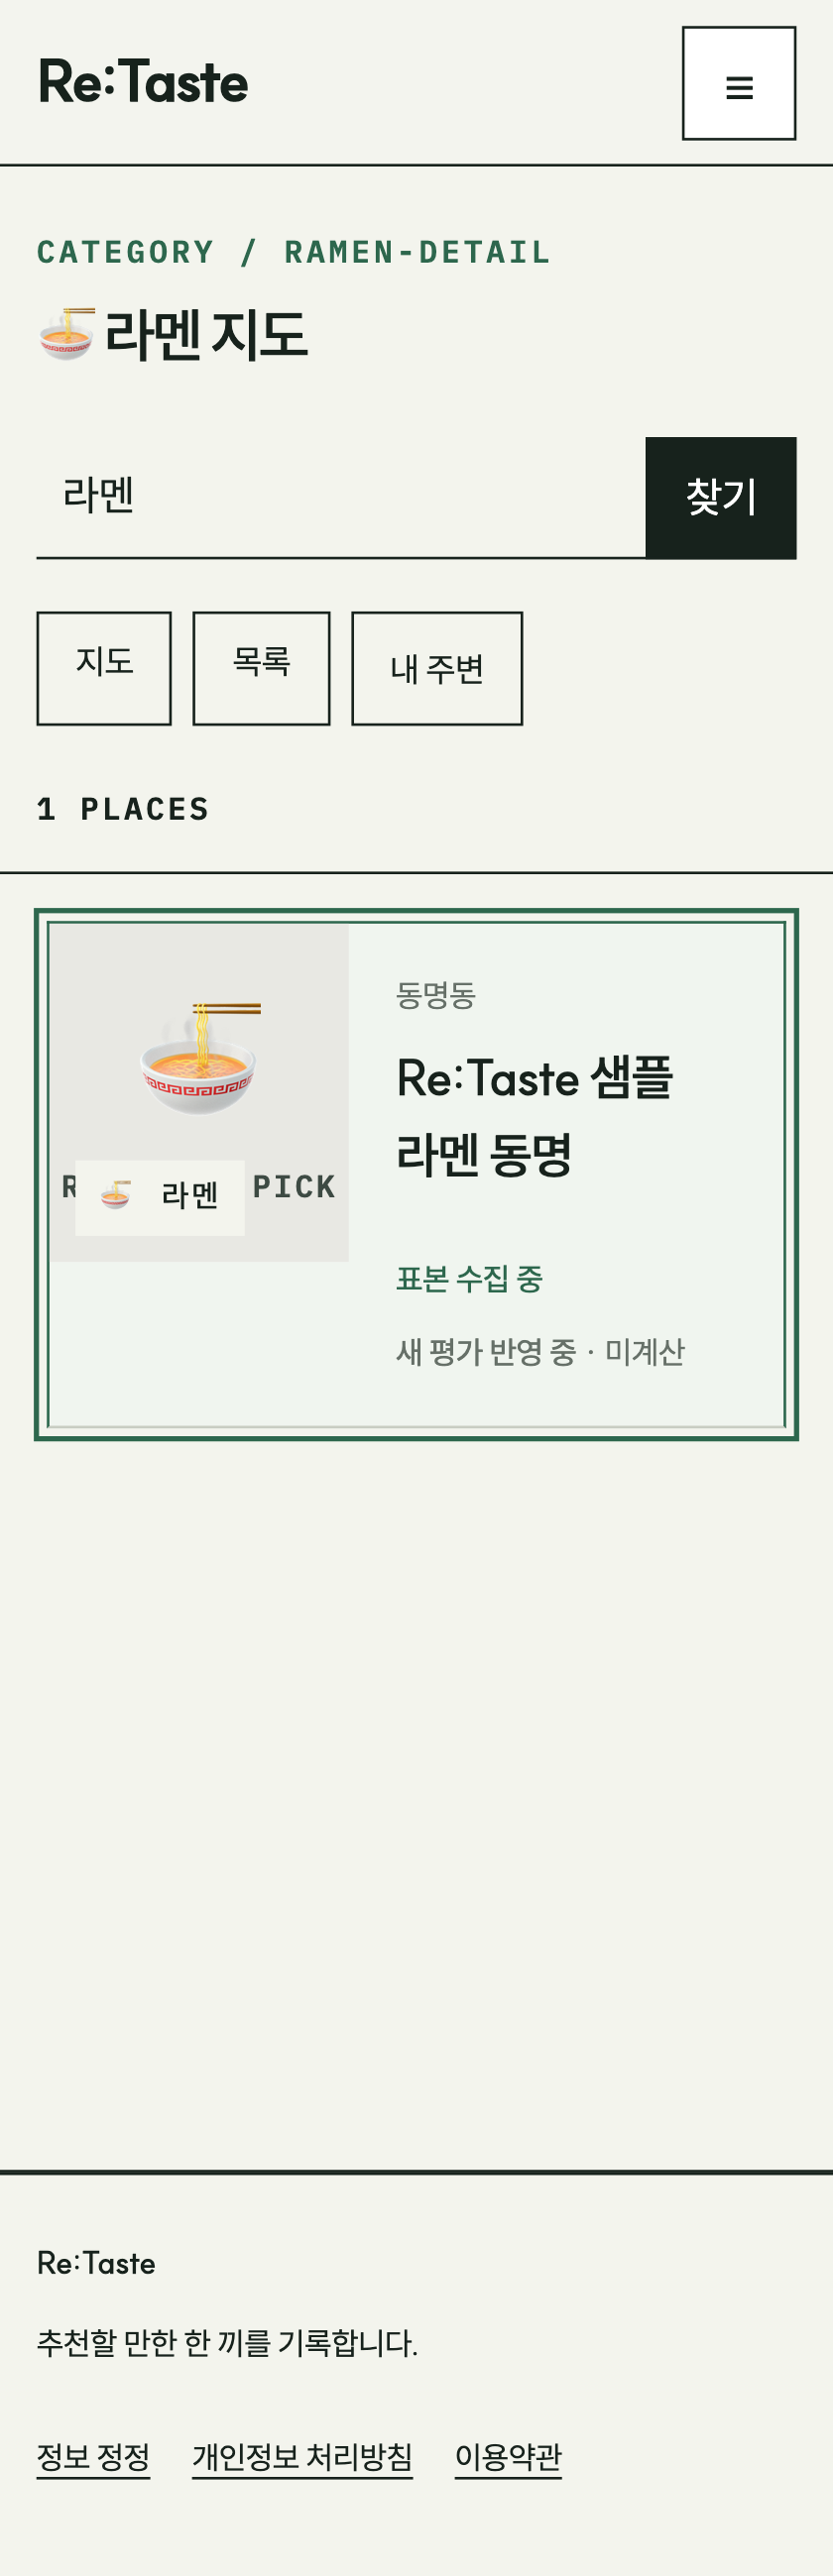 Re:Taste
CATEGORY / RAMEN-DETAIL
라멘 지도
라멘
찾기
지도
목록
내 주변
1 PLACES
동명동
Re:Taste 샘플
라멘 동명
PICK
라멘
표본 수집 중
새 평가 반영 중 · 미계산
Re:Taste
추천할 만한 한 끼를 기록합니다.
정보 정정
개인정보 처리방침
이용약관